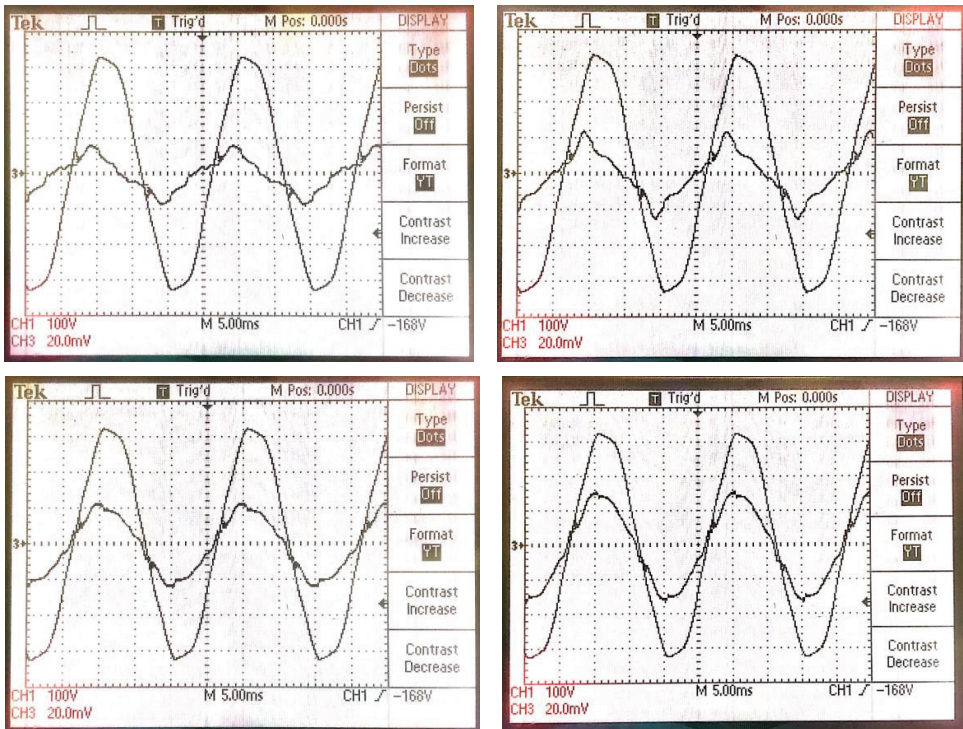 Tek T Trig'd M Pos: 0.000s DISPLAY
Type
Dots
Persist
Off
3
Format
YT
Contrast
Increase
Contrast
Decrease
CH1 100V M 5.00ms CH1 -168V
CH3 20.0mV
Tek T Trig'd M Pos: 0.000s DISPLAY
Type
Dots
Persist
Off
3
Format
YT
Contrast
Increase
Contrast
Decrease
CH1 100V M 5.00ms CH1 -168V
CH3 20.0mV
Tek T Trig'd M Pos: 0.000s DISPLAY
Type
Dots
Persist
Off
Format
3
YT
Contrast
Increase
Contrast
Decrease
CH1 100V M 5.00ms CH1 -168V
CH3 20.0mV
Tek T Trig'd M Pos: 0.000s DISPLAY
Type
Dots
Persist
Off
Format
3
YT
Contrast
Increase
Contrast
Decrease
CH1 100V M 5.00ms CH1 -168V
CH3 20.0mV